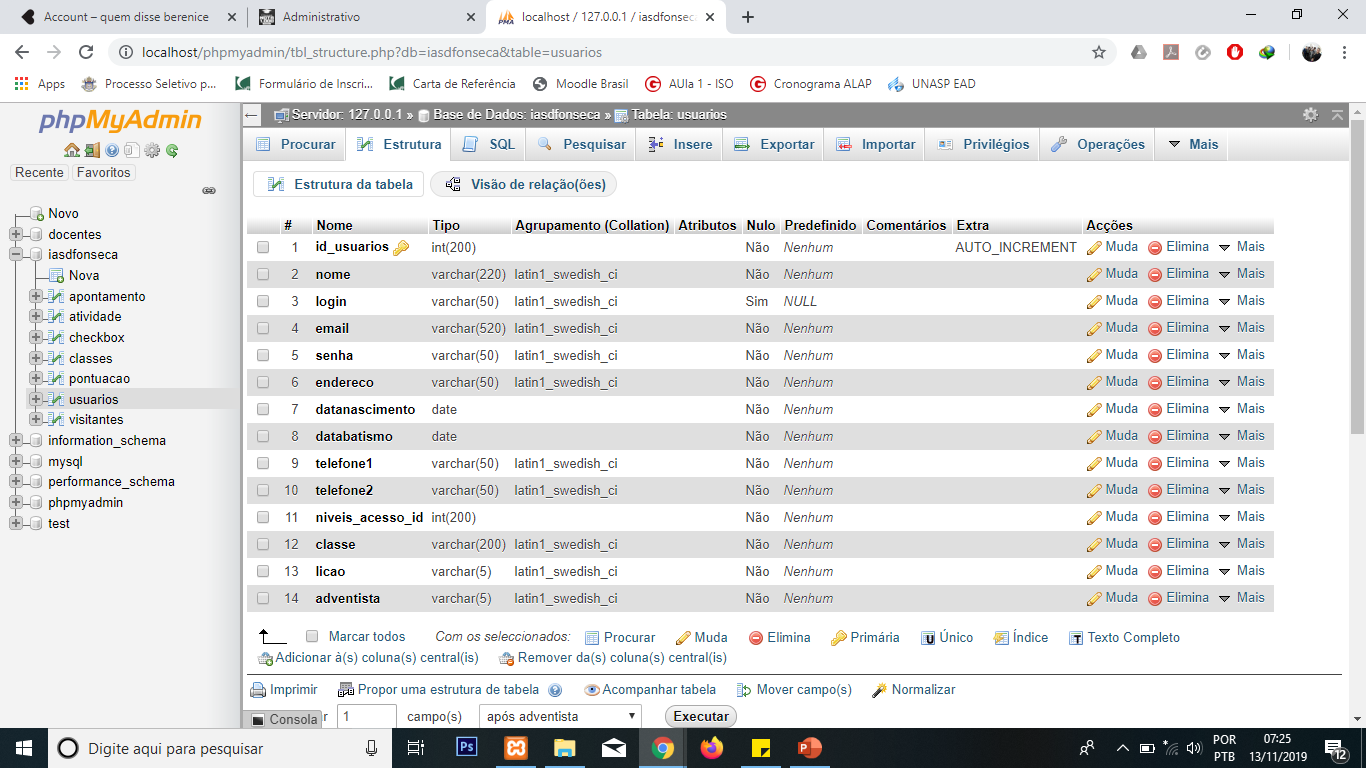 Account – quem disse berenice
Administrativo
localhost / 127.0.0.1 / iasdfonsec
localhost/phpmyadmin/tbl_structure.php?db=iasdfonseca&table=usuarios
Apps Processo Seletivo p... Formulário de Inscri... Carta de Referência Moodle Brasil AUla 1 - ISO Cronograma ALAP UNASP EAD
phpMyAdmin
Recente Favoritos
Novo
docentes
iasdfonseca
Nova
apontamento
atividade
checkbox
classes
pontuacao
usuarios
visitantes
information_schema
mysql
performance_schema
phpmyadmin
test
Servidor: 127.0.0.1 » Base de Dados: iasdfonseca » Tabela: usuarios
Procurar Estrutura SQL Pesquisar Insere Exportar Importar Privilégios Operações Mais
Estrutura da tabela Visão de relação(ões)
# Nome Tipo Agrupamento (Collation) Atributos Nulo Predefinido Comentários Extra Acções
1 id_usuarios int(200) Não Nenhum AUTO_INCREMENT Muda Elimina Mais
2 nome varchar(220) latin1_swedish_ci Não Nenhum Muda Elimina Mais
3 login varchar(50) latin1_swedish_ci Sim NULL Muda Elimina Mais
4 email varchar(520) latin1_swedish_ci Não Nenhum Muda Elimina Mais
5 senha varchar(50) latin1_swedish_ci Não Nenhum Muda Elimina Mais
6 endereco varchar(50) latin1_swedish_ci Não Nenhum Muda Elimina Mais
7 datanascimento date Não Nenhum Muda Elimina Mais
8 databatismo date Não Nenhum Muda Elimina Mais
9 telefone1 varchar(50) latin1_swedish_ci Não Nenhum Muda Elimina Mais
10 telefone2 varchar(50) latin1_swedish_ci Não Nenhum Muda Elimina Mais
11 niveis_acesso_id int(200) Não Nenhum Muda Elimina Mais
12 classe varchar(200) latin1_swedish_ci Não Nenhum Muda Elimina Mais
13 licao varchar(5) latin1_swedish_ci Não Nenhum Muda Elimina Mais
14 adventista varchar(5) latin1_swedish_ci Não Nenhum Muda Elimina Mais
Marcar todos Com os seleccionados: Procurar Muda Elimina Primária Único Índice Texto Completo
Adicionar à(s) coluna(s) central(is) Remover da(s) coluna(s) central(is)
Imprimir Propor uma estrutura de tabela Acompanhar tabela Mover campo(s) Normalizar
Consola r 1 campo(s) após adventista Executar
Digite aqui para pesquisar
POR
PTB
07:25
13/11/2019
12